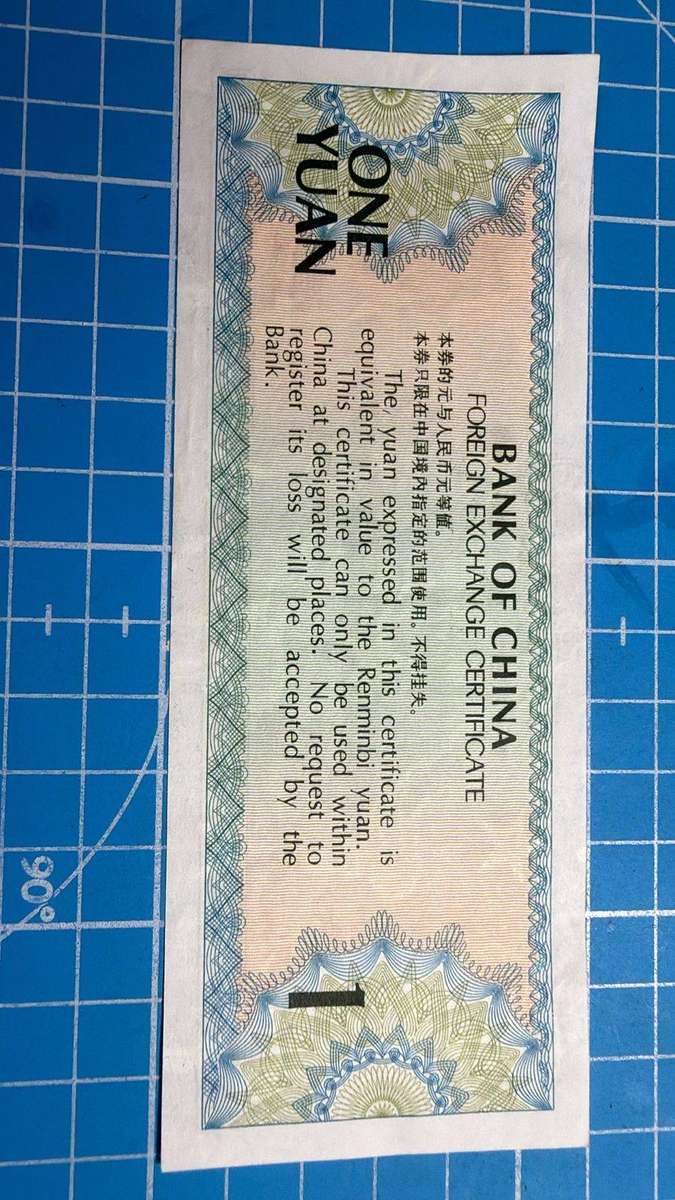 BANK OF CHINA
FOREIGN EXCHANGE CERTIFICATE
本券的元与人民币元等值。
本券只限在中国境内指定的范围使用。不得挂失。
The yuan expressed in this certificate is
equivalent in value to the Renminbi yuan.
This certificate can only be used within
China at designated places. No request to
register its loss will be accepted by the
Bank.
ONE
YUAN
1
90°